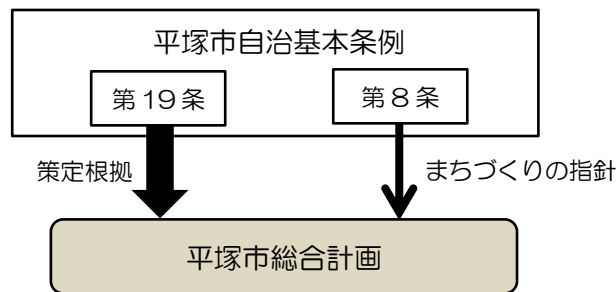 平塚市自治基本条例
第19条
第8条
策定根拠
まちづくりの指針
平塚市総合計画